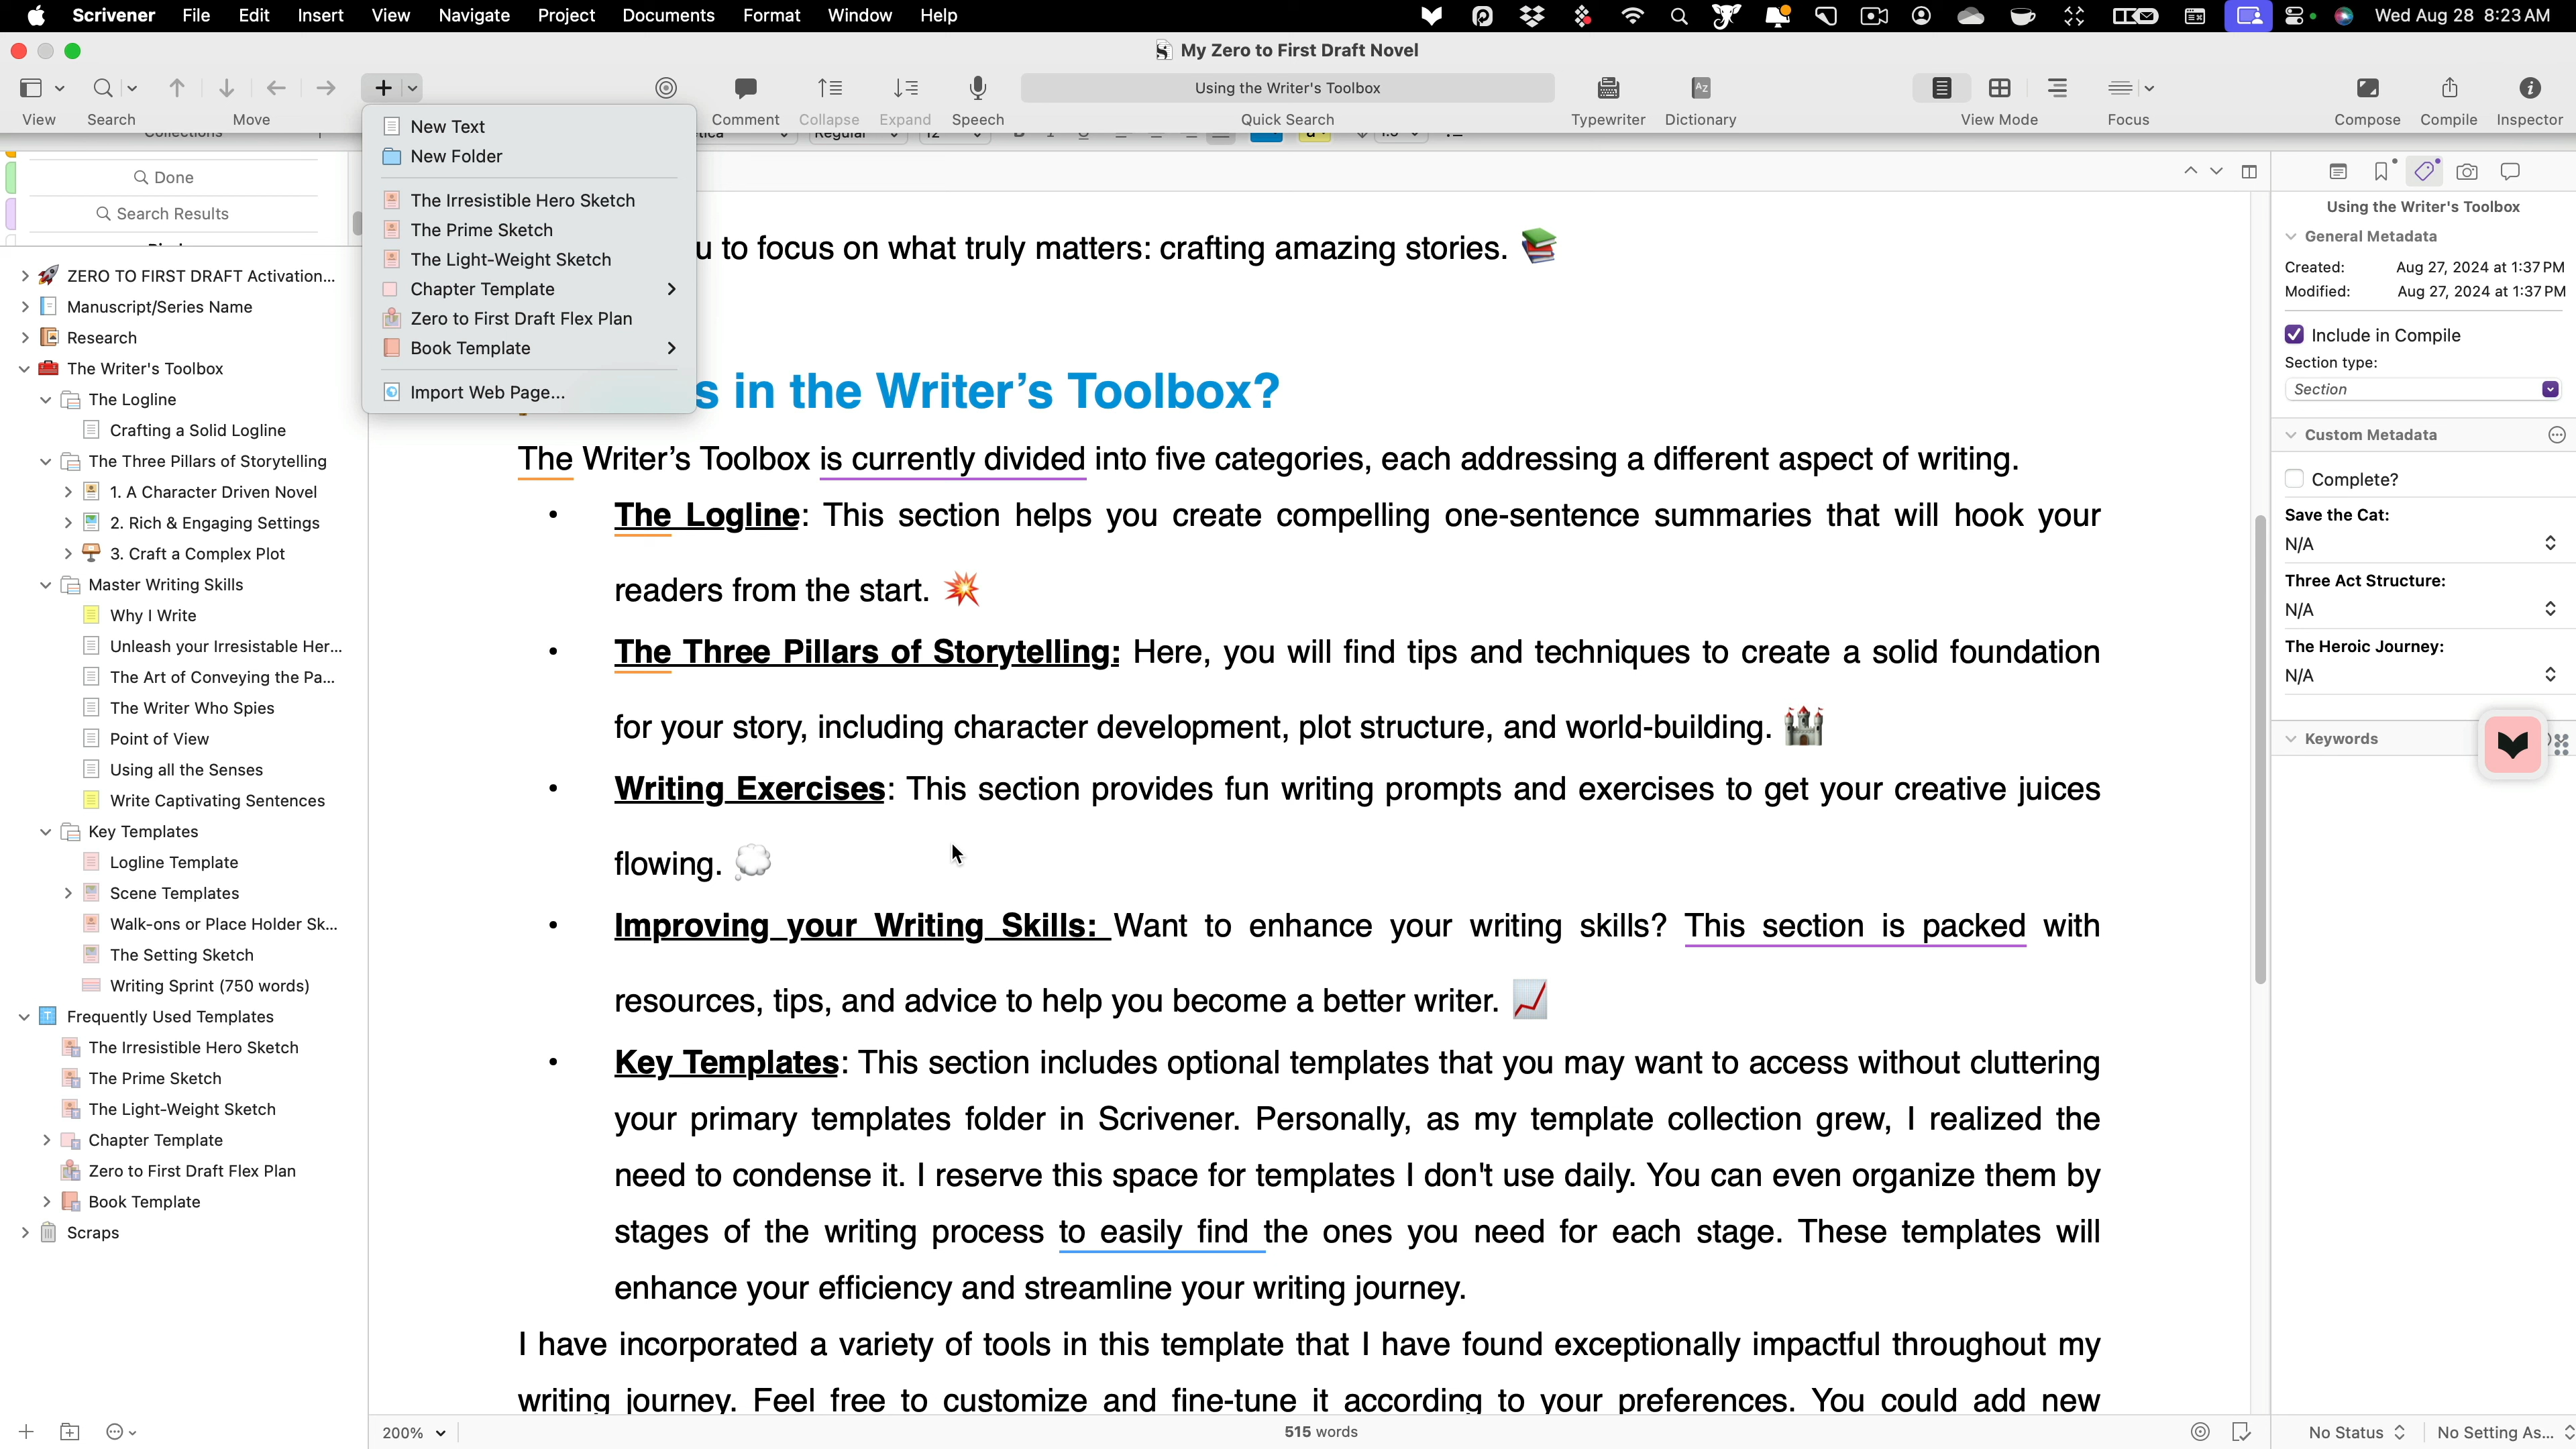 Scrivener File Edit Insert View Navigate Project Documents Format Window Help Wed Aug 28 8:23 AM
My Zero to First Draft Novel
Using the Writer's Toolbox
View Search Move Comment Collapse Expand Speech Quick Search Typewriter Dictionary View Mode Focus Compose Compile Inspector
New Text
New Folder
The Irresistible Hero Sketch
The Prime Sketch
The Light-Weight Sketch
Chapter Template
Zero to First Draft Flex Plan
Book Template
Import Web Page...
Collections
Regular 12
Done
Search Results
ZERO TO FIRST DRAFT Activation...
Manuscript/Series Name
Research
The Writer's Toolbox
The Logline
Crafting a Solid Logline
The Three Pillars of Storytelling
1. A Character Driven Novel
2. Rich & Engaging Settings
3. Craft a Complex Plot
Master Writing Skills
Why I Write
Unleash your Irresistable Her...
The Art of Conveying the Pa...
The Writer Who Spies
Point of View
Using all the Senses
Write Captivating Sentences
Key Templates
Logline Template
Scene Templates
Walk-ons or Place Holder Sk...
The Setting Sketch
Writing Sprint (750 words)
Frequently Used Templates
The Irresistible Hero Sketch
The Prime Sketch
The Light-Weight Sketch
Chapter Template
Zero to First Draft Flex Plan
Book Template
Scraps
u to focus on what truly matters: crafting amazing stories. 📚
s in the Writer’s Toolbox?
The Writer’s Toolbox is currently divided into five categories, each addressing a different aspect of writing.
• The Logline: This section helps you create compelling one-sentence summaries that will hook your
readers from the start. 💥
• The Three Pillars of Storytelling: Here, you will find tips and techniques to create a solid foundation
for your story, including character development, plot structure, and world-building. 🏰
• Writing Exercises: This section provides fun writing prompts and exercises to get your creative juices
flowing. 💭
• Improving your Writing Skills: Want to enhance your writing skills? This section is packed with
resources, tips, and advice to help you become a better writer. 📈
• Key Templates: This section includes optional templates that you may want to access without cluttering
your primary templates folder in Scrivener. Personally, as my template collection grew, I realized the
need to condense it. I reserve this space for templates I don't use daily. You can even organize them by
stages of the writing process to easily find the ones you need for each stage. These templates will
enhance your efficiency and streamline your writing journey.
I have incorporated a variety of tools in this template that I have found exceptionally impactful throughout my
writing journey. Feel free to customize and fine-tune it according to your preferences. You could add new
200%
515 words
Using the Writer's Toolbox
General Metadata
Created: Aug 27, 2024 at 1:37 PM
Modified: Aug 27, 2024 at 1:37 PM
Include in Compile
Section type:
Section
Custom Metadata
Complete?
Save the Cat:
N/A
Three Act Structure:
N/A
The Heroic Journey:
N/A
Keywords
No Status No Setting As...